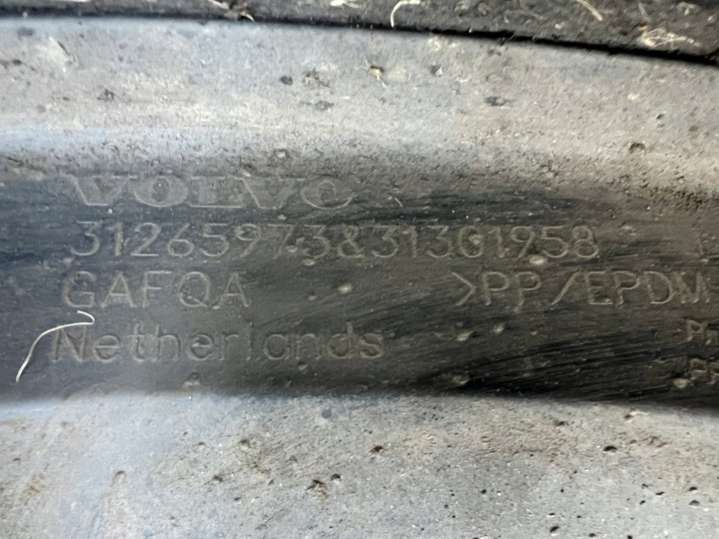 VOLVO
31265973&31301958
GAFQA >PP/EPDM
Netherlands